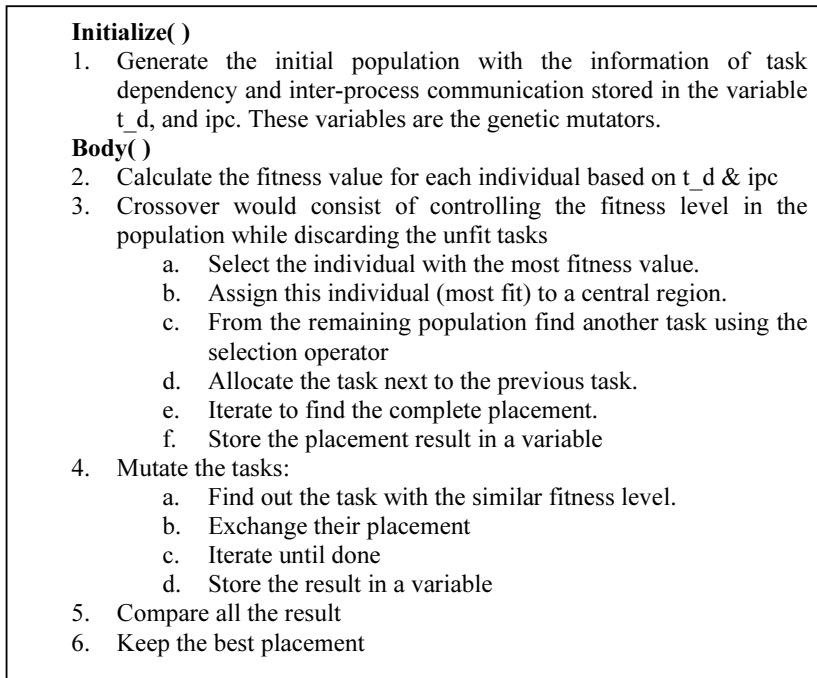 Initialize( )
1. Generate the initial population with the information of task
dependency and inter-process communication stored in the variable
t_d, and ipc. These variables are the genetic mutators.
Body( )
2. Calculate the fitness value for each individual based on t_d & ipc
3. Crossover would consist of controlling the fitness level in the
population while discarding the unfit tasks
a. Select the individual with the most fitness value.
b. Assign this individual (most fit) to a central region.
c. From the remaining population find another task using the
selection operator
d. Allocate the task next to the previous task.
e. Iterate to find the complete placement.
f. Store the placement result in a variable
4. Mutate the tasks:
a. Find out the task with the similar fitness level.
b. Exchange their placement
c. Iterate until done
d. Store the result in a variable
5. Compare all the result
6. Keep the best placement